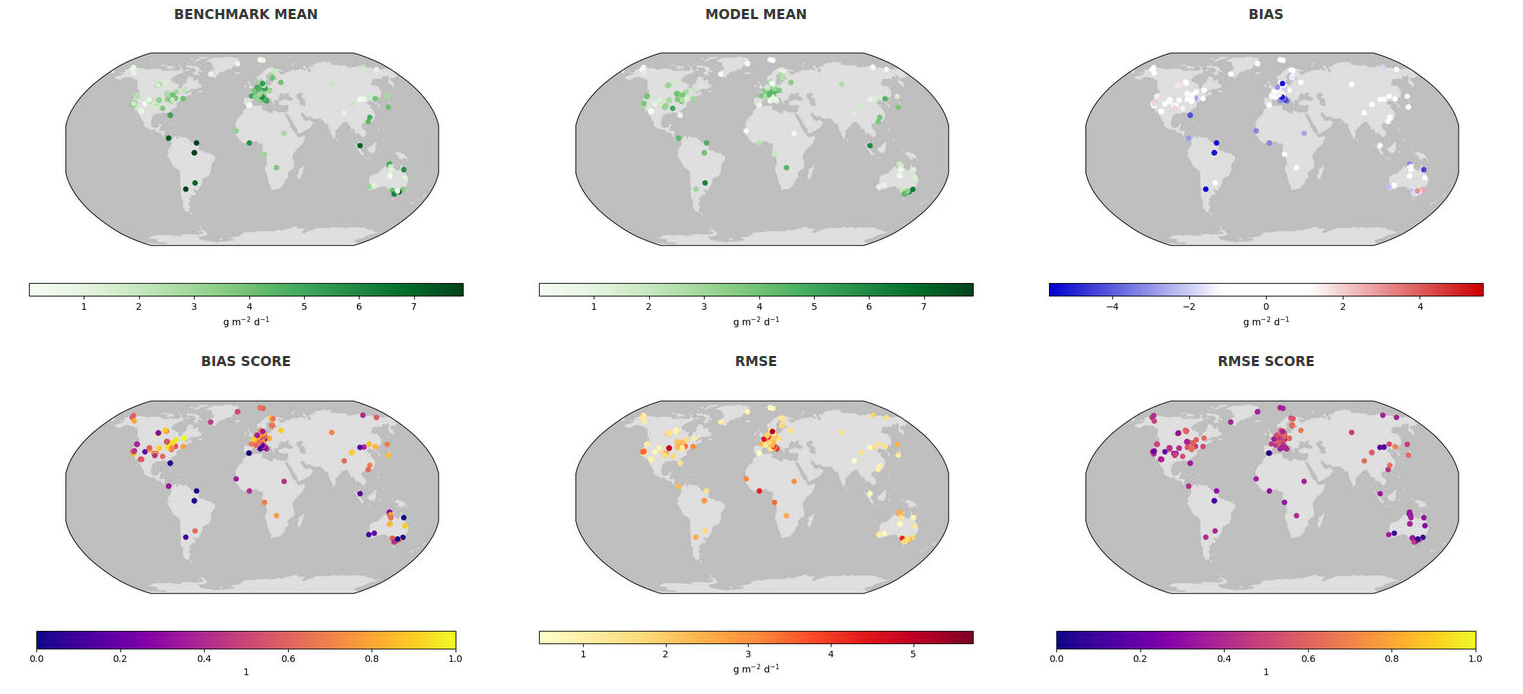 BENCHMARK MEAN
MODEL MEAN
BIAS
1 2 3 4 5 6 7
g m⁻² d⁻¹
1 2 3 4 5 6 7
g m⁻² d⁻¹
−4 −2 0 2 4
g m⁻² d⁻¹
BIAS SCORE
RMSE
RMSE SCORE
0.0 0.2 0.4 0.6 0.8 1.0
1
1 2 3 4 5
g m⁻² d⁻¹
0.0 0.2 0.4 0.6 0.8 1.0
1